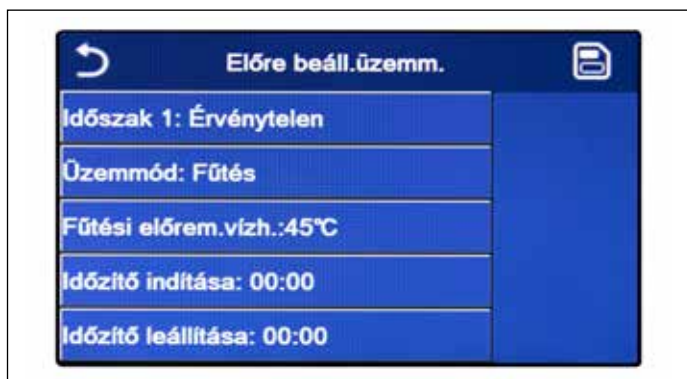 Előre beáll.üzemm.
Időszak 1: Érvénytelen
Üzemmód: Fűtés
Fűtési előrem.vízh.:45℃
Időzítő indítása: 00:00
Időzítő leállítása: 00:00